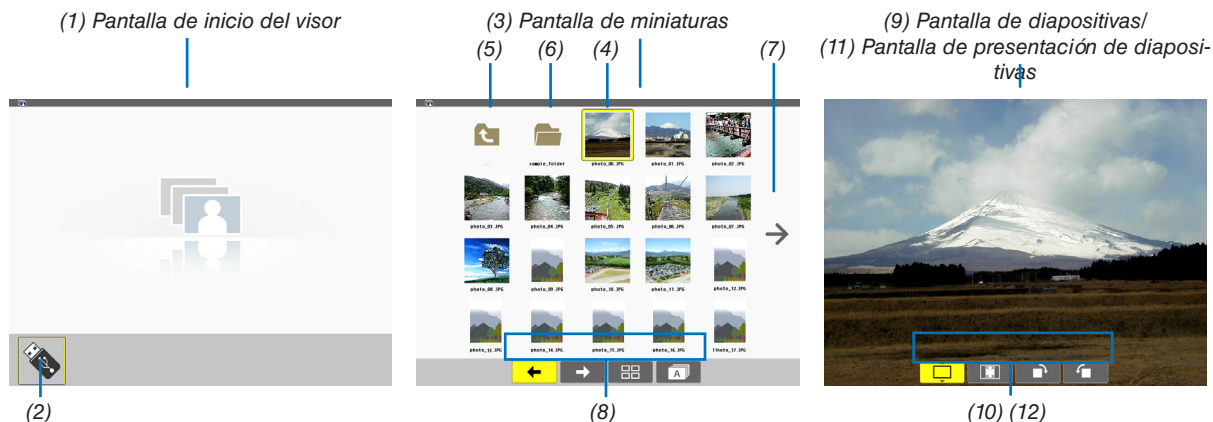 (1) Pantalla de inicio del visor
(3) Pantalla de miniaturas
(9) Pantalla de diapositivas/
(11) Pantalla de presentación de diaposi-
tivas
(5)
(6)
(4)
(7)
sample_folder
photo_00.JPG
photo_01.JPG
photo_02.JPG
photo_03.JPG
photo_04.JPG
photo_05.JPG
photo_06.JPG
photo_07.JPG
photo_08.JPG
photo_09.JPG
photo_10.JPG
photo_11.JPG
photo_12.JPG
photo_13.JPG
photo_14.JPG
photo_15.JPG
photo_16.JPG
photo_17.JPG
A
(2)
(8)
(10) (12)